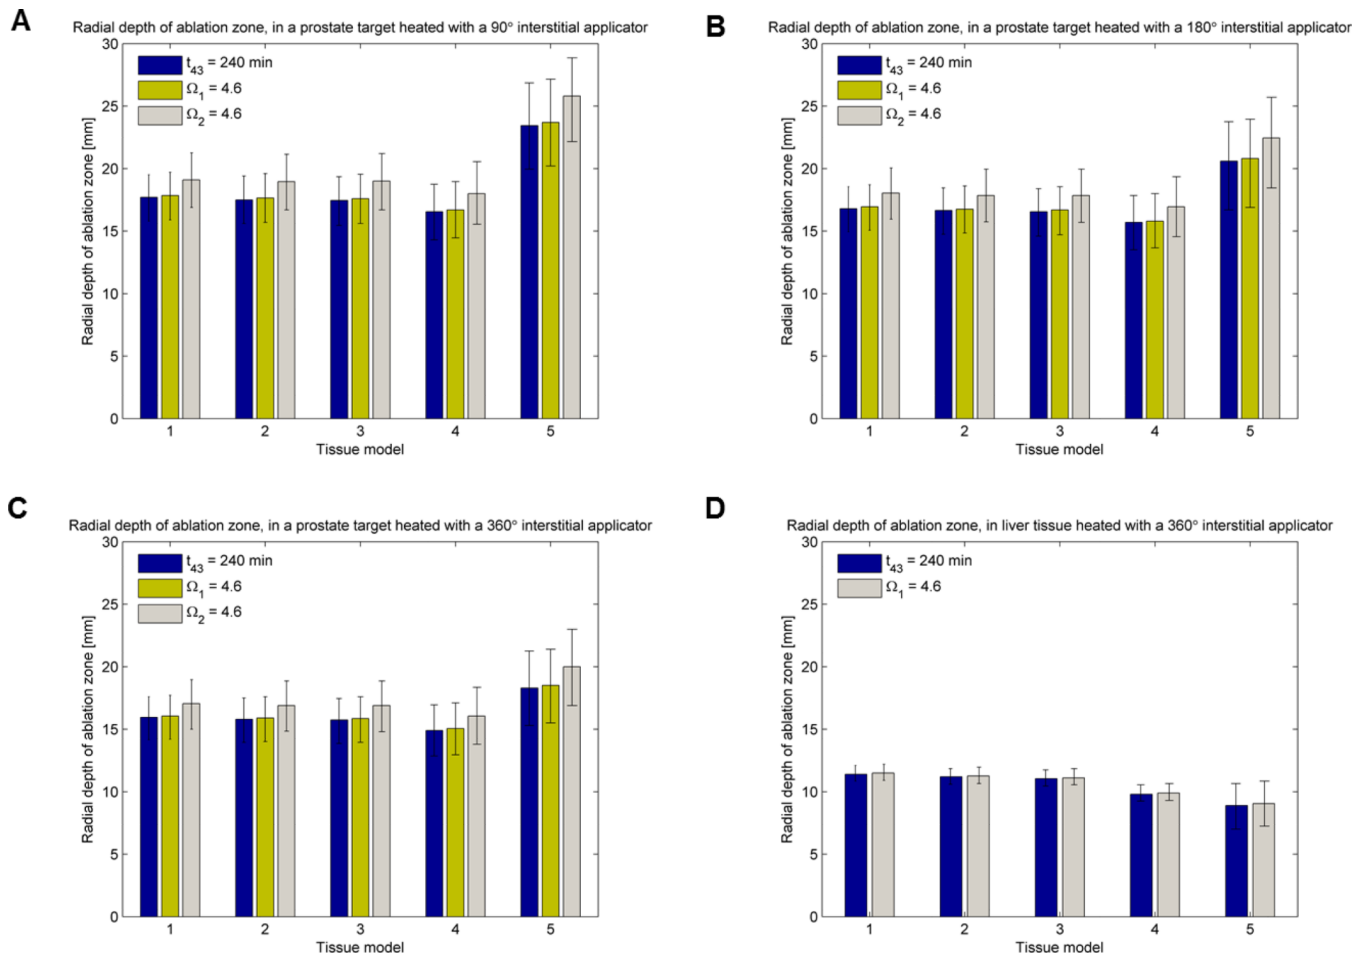 A
Radial depth of ablation zone, in a prostate target heated with a 90° interstitial applicator
Radial depth of ablation zone [mm]
30
25
20
15
10
5
0
t43 = 240 min
Ω1 = 4.6
Ω2 = 4.6
1 2 3 4 5
Tissue model
B
Radial depth of ablation zone, in a prostate target heated with a 180° interstitial applicator
Radial depth of ablation zone [mm]
30
25
20
15
10
5
0
t43 = 240 min
Ω1 = 4.6
Ω2 = 4.6
1 2 3 4 5
Tissue model
C
Radial depth of ablation zone, in a prostate target heated with a 360° interstitial applicator
Radial depth of ablation zone [mm]
30
25
20
15
10
5
0
t43 = 240 min
Ω1 = 4.6
Ω2 = 4.6
1 2 3 4 5
Tissue model
D
Radial depth of ablation zone, in liver tissue heated with a 360° interstitial applicator
Radial depth of ablation zone [mm]
30
25
20
15
10
5
0
t43 = 240 min
Ω1 = 4.6
1 2 3 4 5
Tissue model